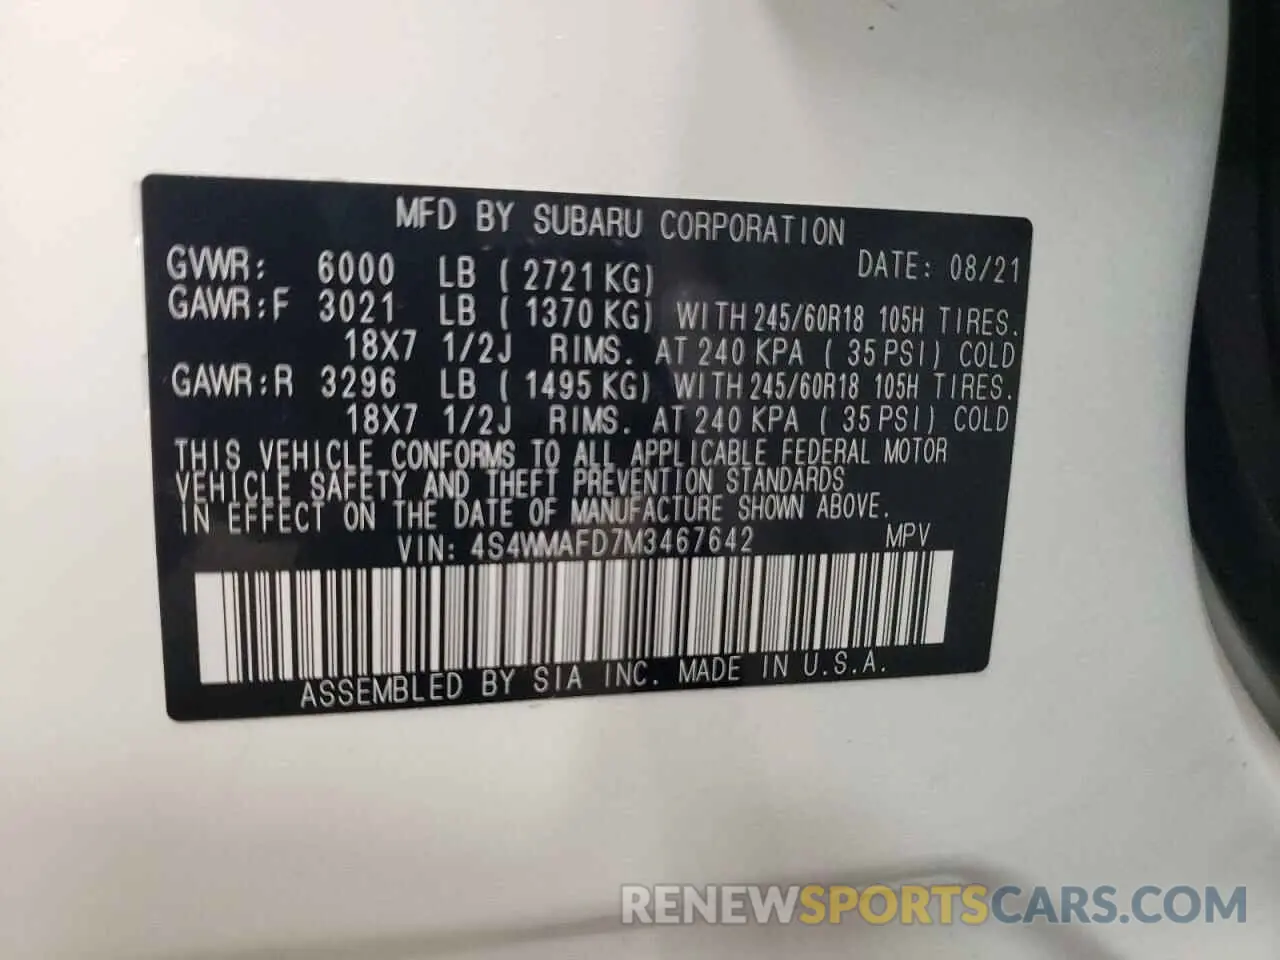 MFD BY SUBARU CORPORATION
GVWR: 6000 LB ( 2721 KG) DATE: 08/21
GAWR:F 3021 LB ( 1370 KG) WITH 245/60R18 105H TIRES.
18X7 1/2J RIMS. AT 240 KPA ( 35 PSI) COLD
GAWR:R 3296 LB ( 1495 KG) WITH 245/60R18 105H TIRES.
18X7 1/2J RIMS. AT 240 KPA ( 35 PSI) COLD
THIS VEHICLE CONFORMS TO ALL APPLICABLE FEDERAL MOTOR
VEHICLE SAFETY AND THEFT PREVENTION STANDARDS
IN EFFECT ON THE DATE OF MANUFACTURE SHOWN ABOVE.
VIN: 4S4WMAFD7M3467642 MPV
ASSEMBLED BY SIA INC. MADE IN U.S.A.
RENEWSPORTSCARS.COM